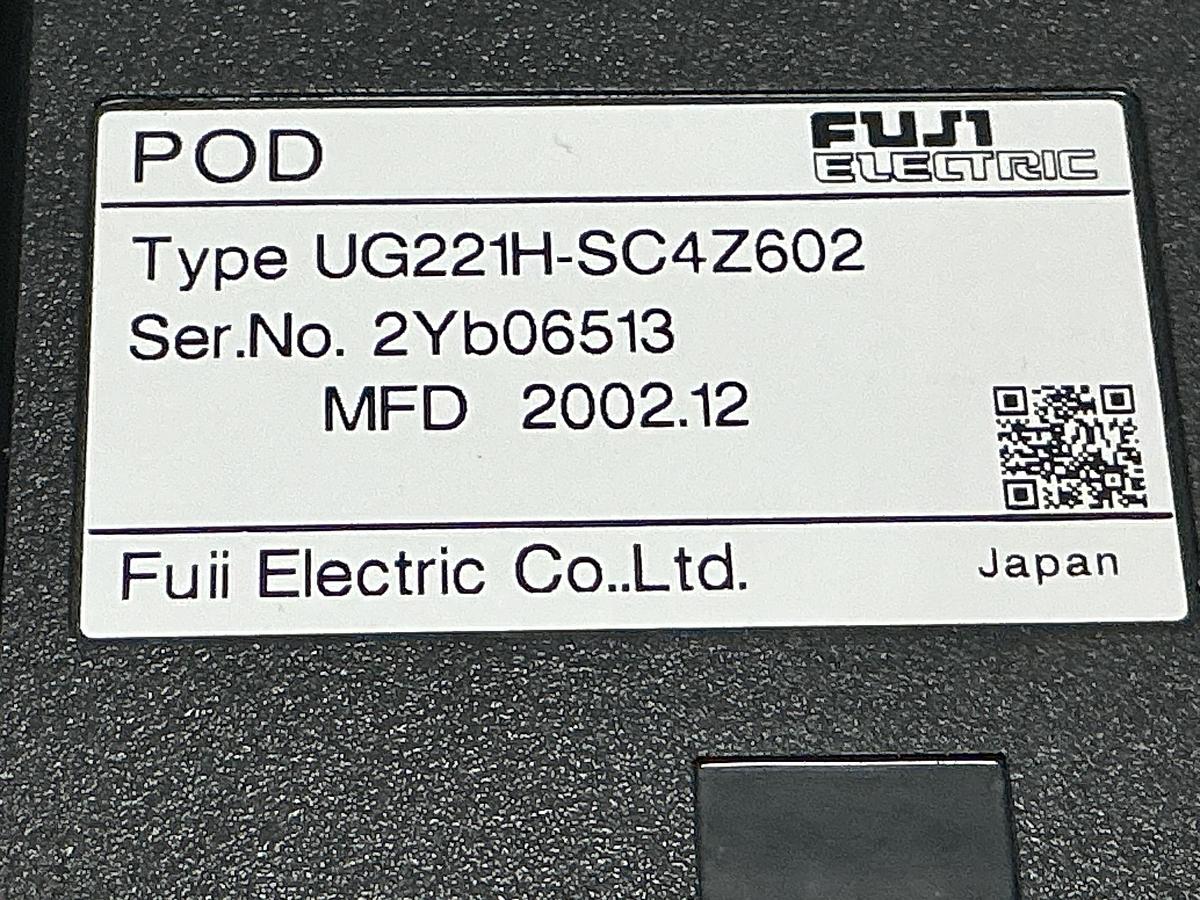 POD
FUJI
ELECTRIC
Type UG221H-SC4Z602
Ser.No. 2Yb06513
MFD 2002.12
Fuii Electric Co..Ltd.
Japan